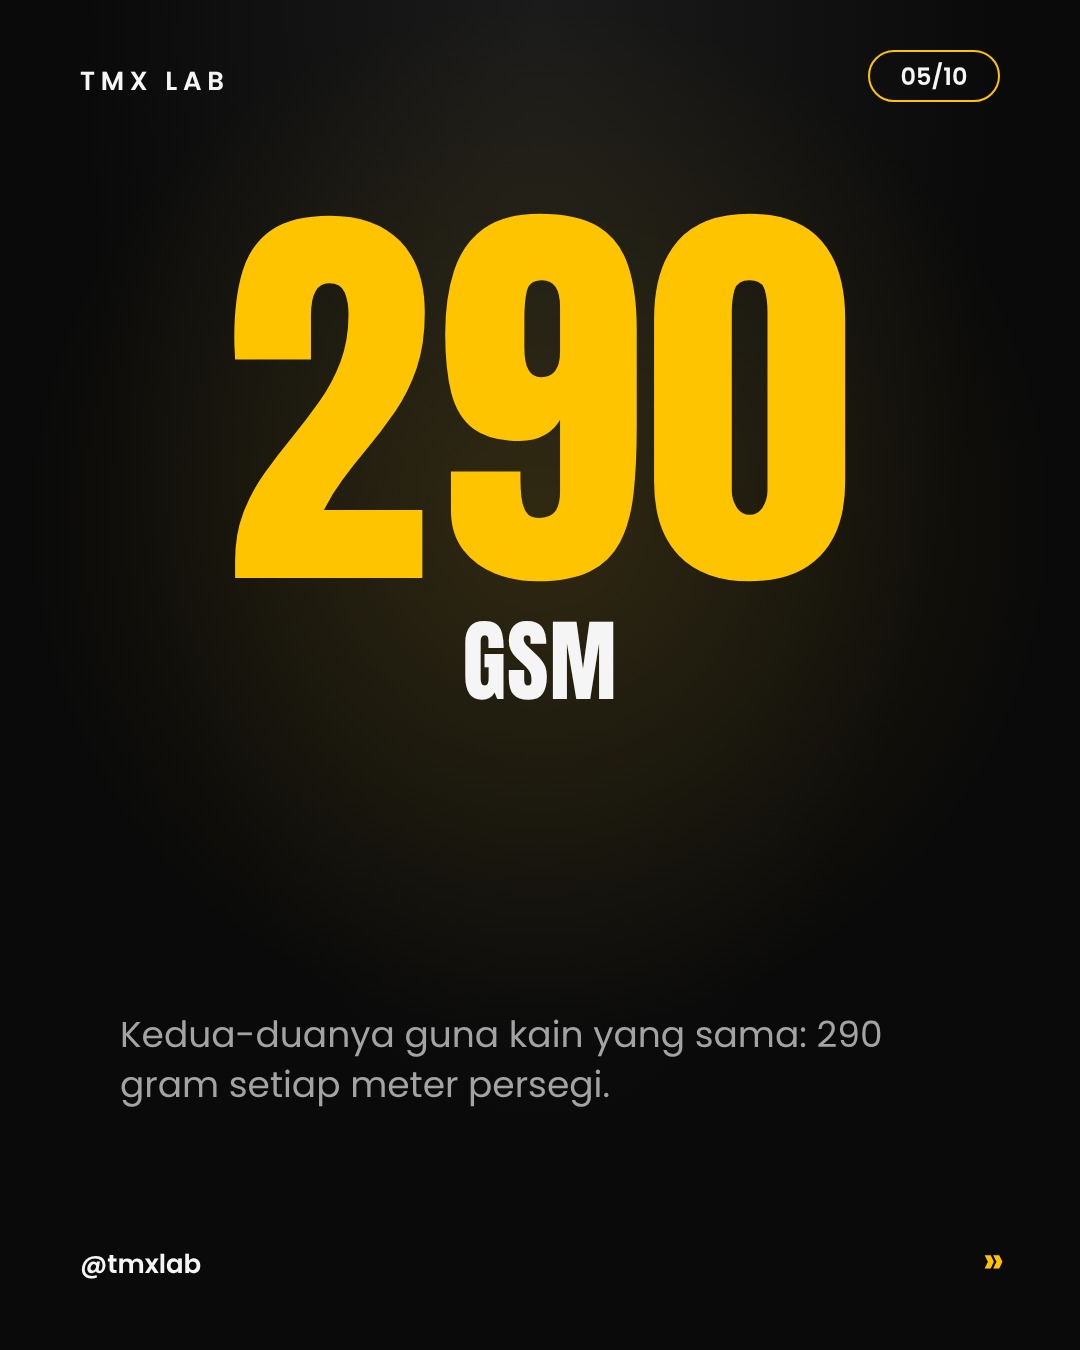 TMX LAB
05/10
290
GSM
Kedua-duanya guna kain yang sama: 290
gram setiap meter persegi.
@tmxlab
»